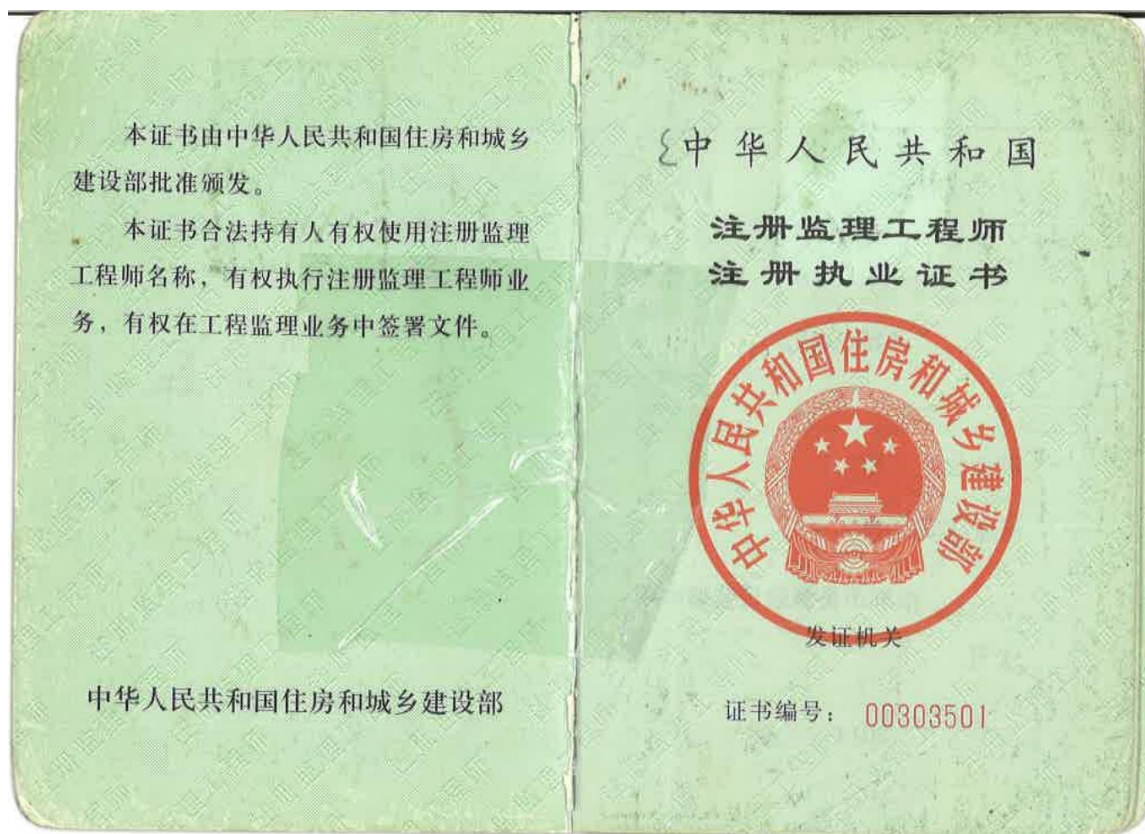 本证书由中华人民共和国住房和城乡
建设部批准颁发。
本证书合法持有人有权使用注册监理
工程师名称，有权执行注册监理工程师业
务，有权在工程监理业务中签署文件。
中华人民共和国住房和城乡建设部
中华人民共和国
注册监理工程师
注册执业证书
中华人民共和国住房和城乡建设部
发证机关
证书编号：00303501